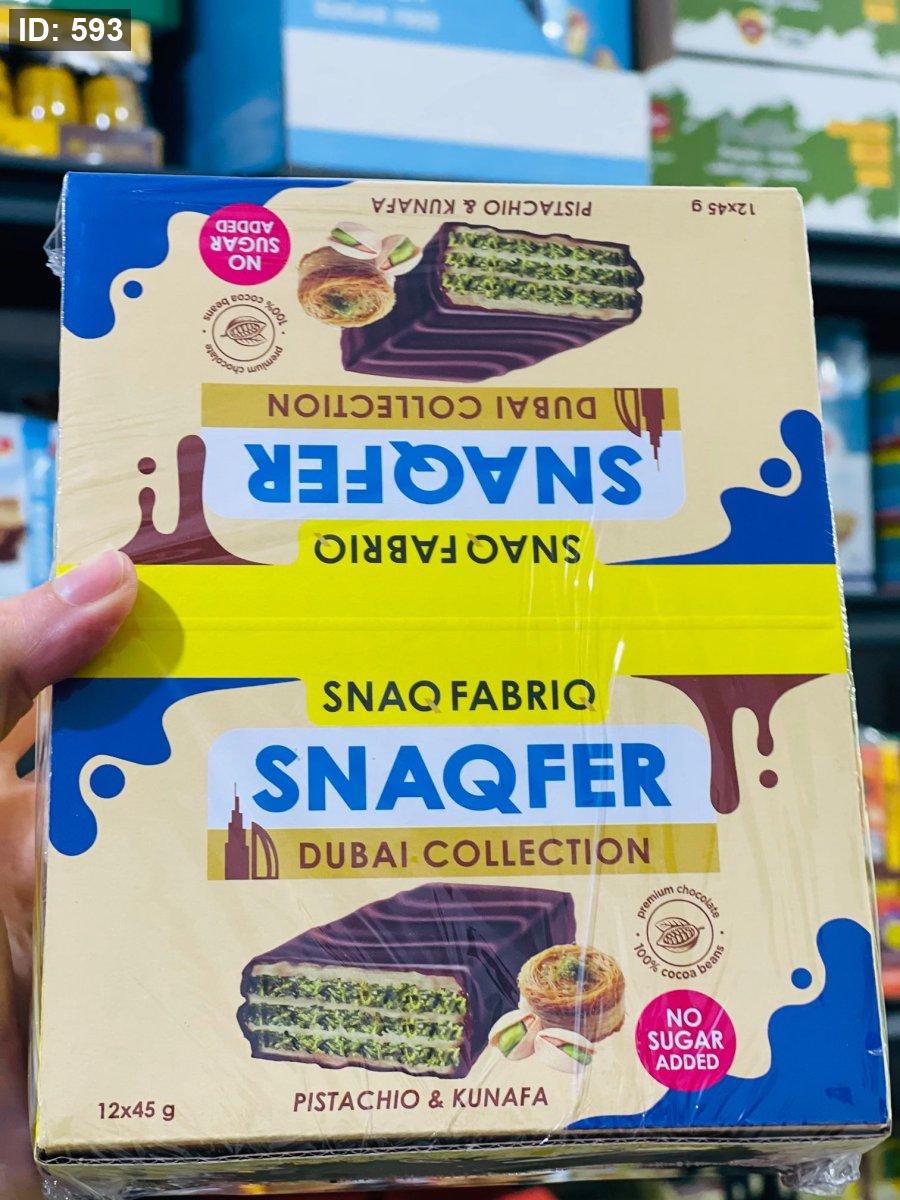 ID: 593
PISTACHIO & KUNAFA
12x45 g
NO
SUGAR
ADDED
premium chocolate
100% cocoa beans
DUBAI COLLECTION
SNAQFER
SNAQ FABRIQ
SNAQ FABRIQ
SNAQFER
DUBAI COLLECTION
premium chocolate
100% cocoa beans
NO
SUGAR
ADDED
12x45 g
PISTACHIO & KUNAFA